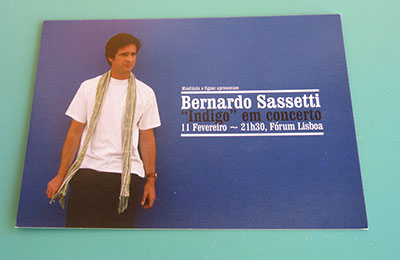 Bernardo Sassetti
"Indigo" em concerto
11 Fevereiro ~ 21h30, Fórum Lisboa